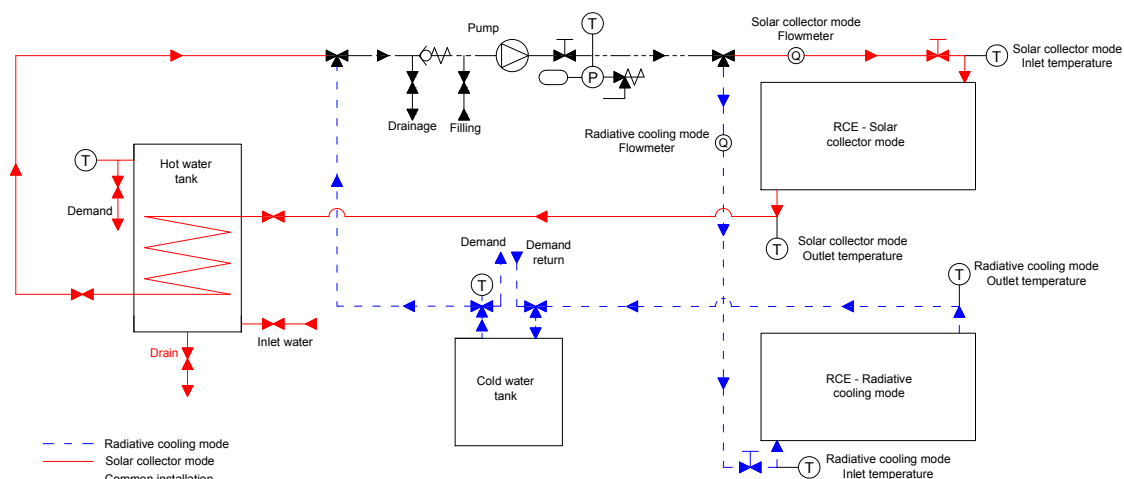 Pump
T
Solar collector mode
Flowmeter
Q
T
Solar collector mode
Inlet temperature
P
Drainage
Filling
Radiative cooling mode
Flowmeter
Q
RCE - Solar
collector mode
T
Hot water
tank
Demand
Demand
Demand
return
T
Solar collector mode
Outlet temperature
T
T
Radiative cooling mode
Outlet temperature
Inlet water
Drain
Cold water
tank
RCE - Radiative
cooling mode
Radiative cooling mode
Solar collector mode
Common installation
T
Radiative cooling mode
Inlet temperature